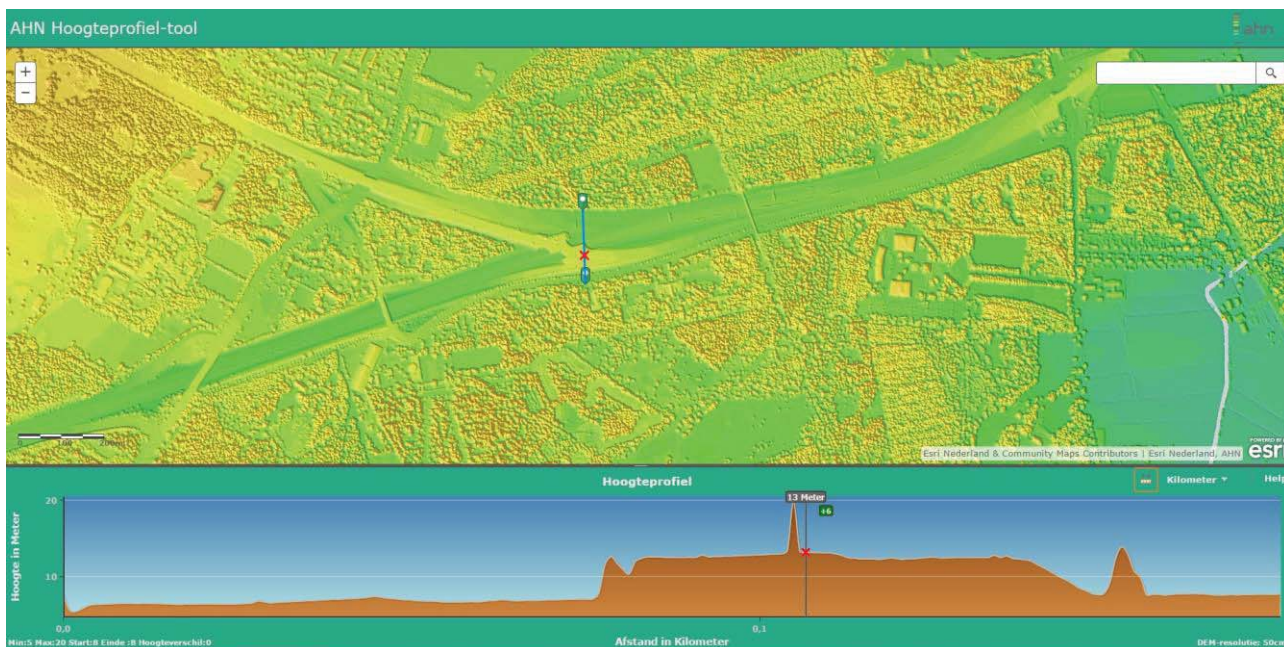 AHN Hoogteprofiel-tool
ahn
+
−
Esri Nederland & Community Maps Contributors | Esri Nederland, AHN
POWERED BY
esri
Hoogteprofiel
Kilometer
Help
20
13 Meter
+6
Hoogte in Meter
10
0,0
0,1
Min:5 Max:20 Start:8 Einde :8 Hoogteverschil:0
Afstand in Kilometer
DEM-resolutie: 50cm